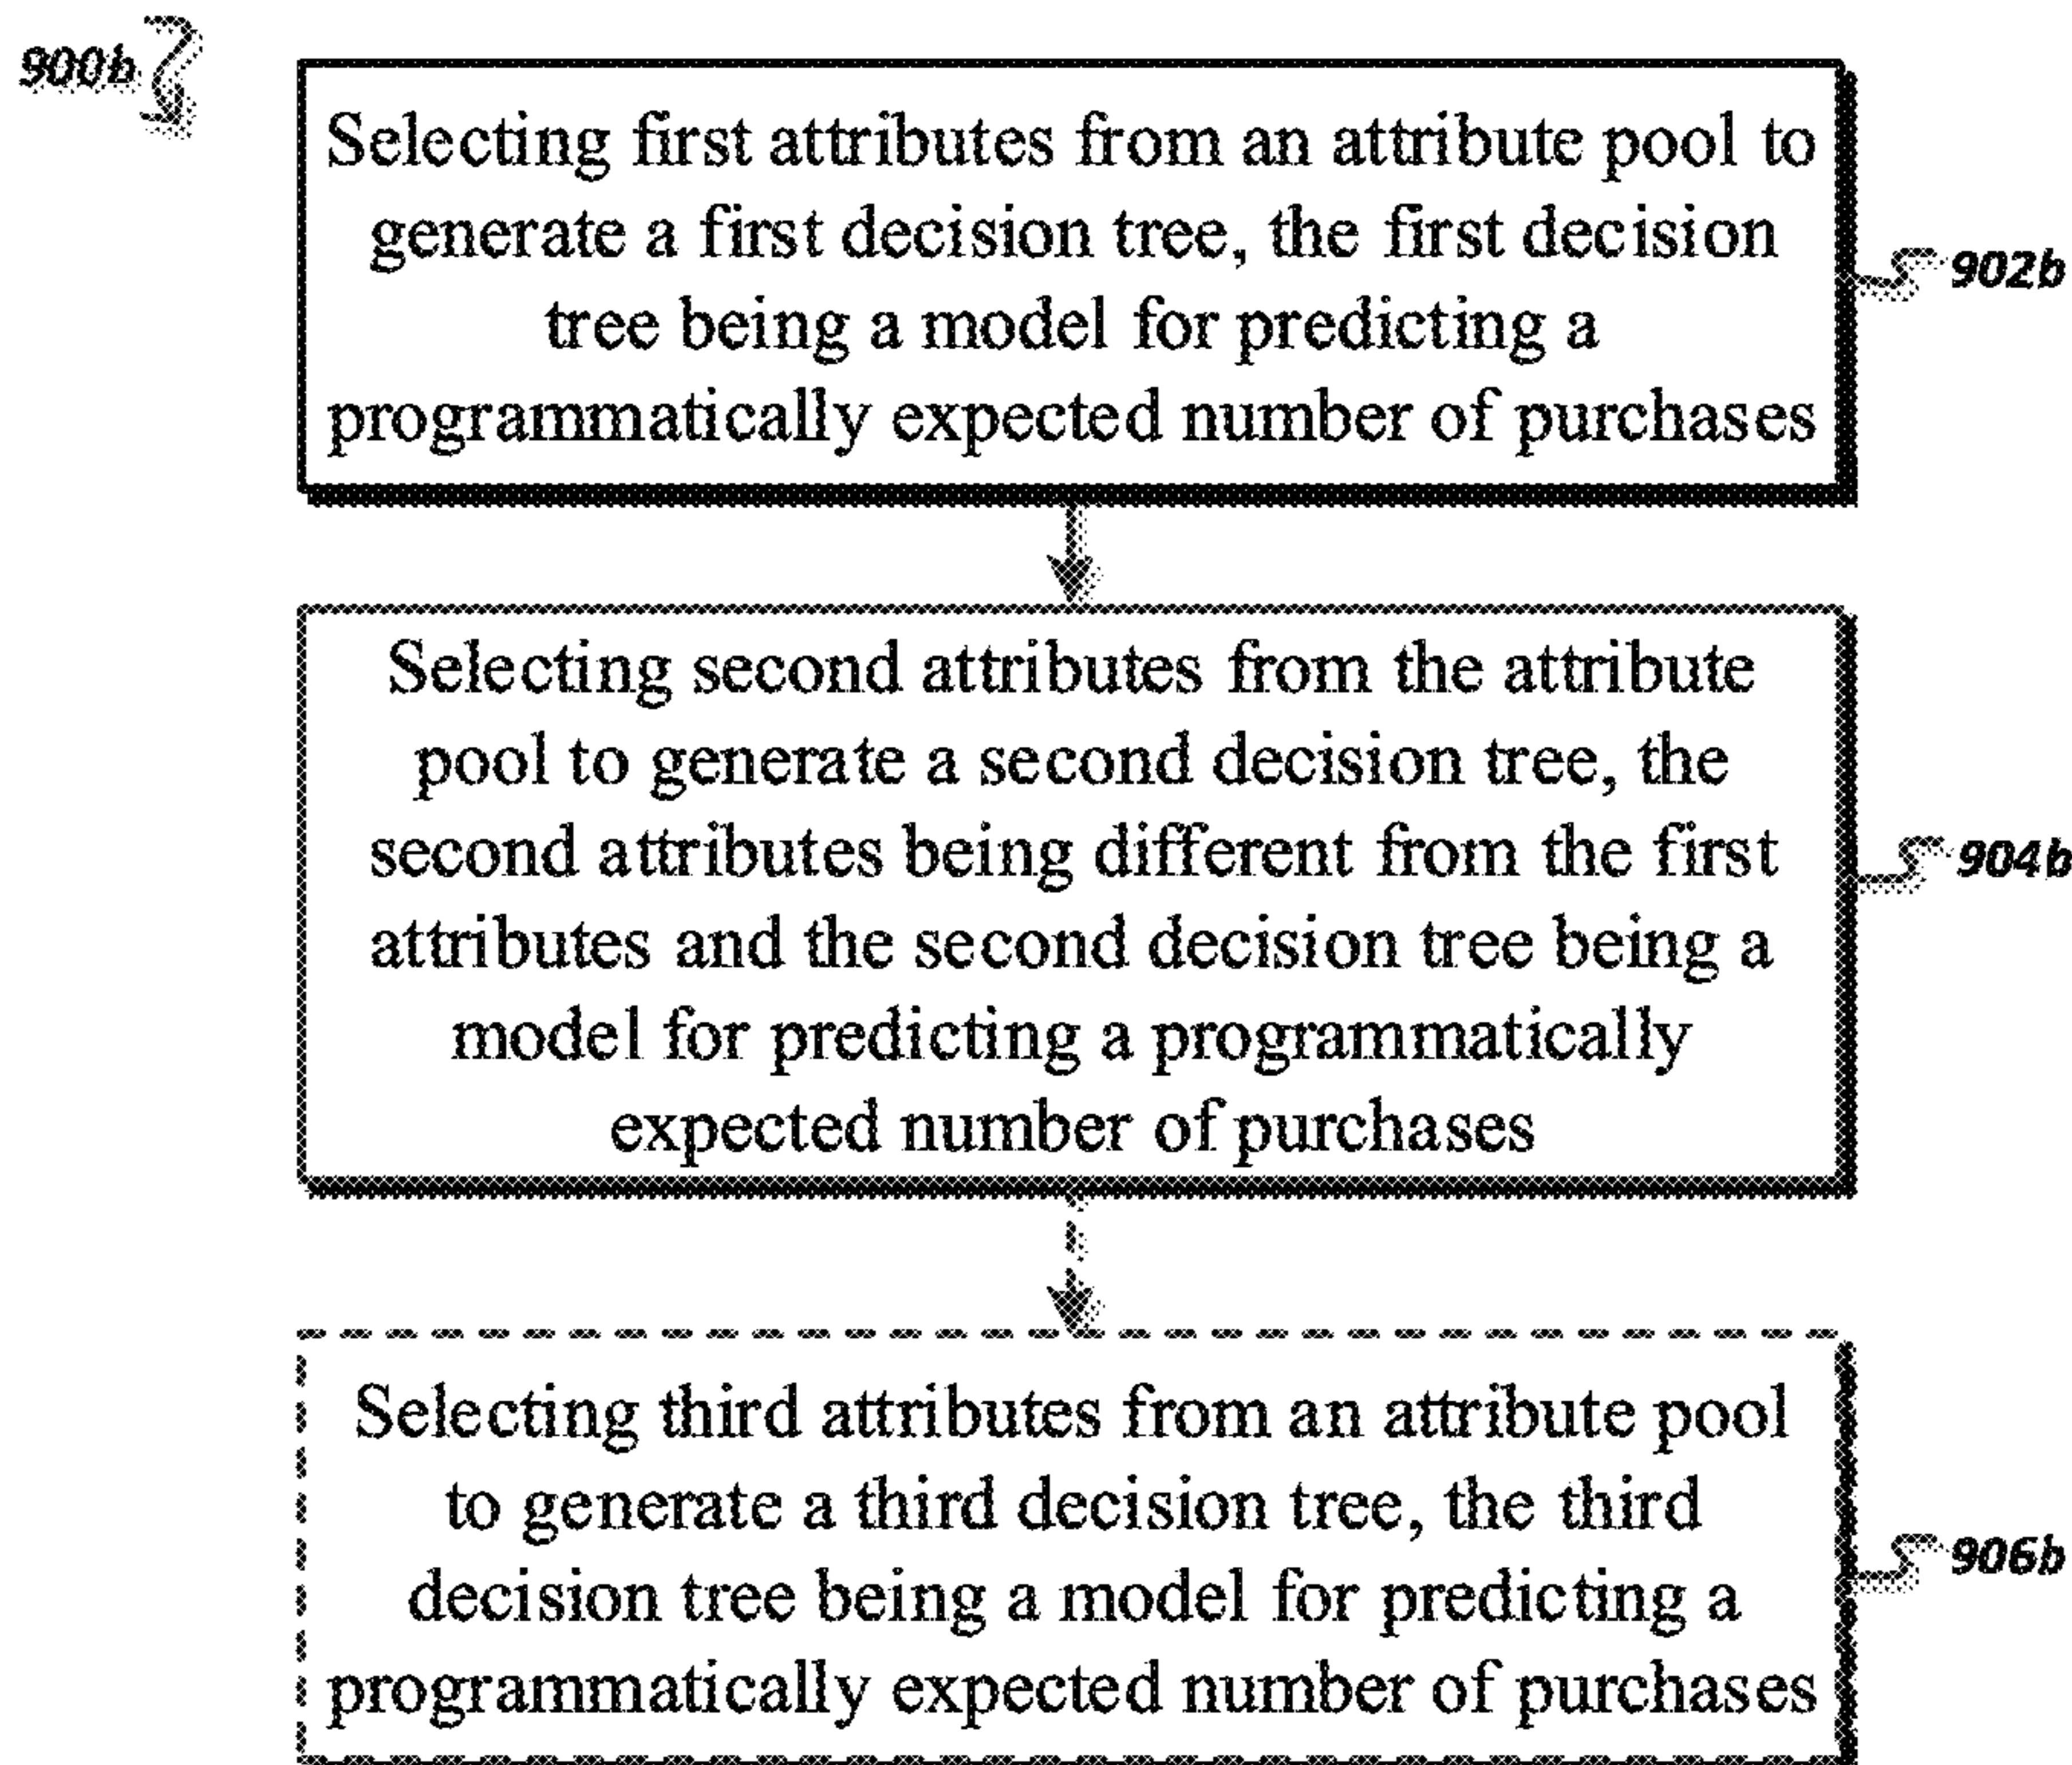 900b
Selecting first attributes from an attribute pool to
generate a first decision tree, the first decision
tree being a model for predicting a
programmatically expected number of purchases
902b
Selecting second attributes from the attribute
pool to generate a second decision tree, the
second attributes being different from the first
attributes and the second decision tree being a
model for predicting a programmatically
expected number of purchases
904b
Selecting third attributes from an attribute pool
to generate a third decision tree, the third
decision tree being a model for predicting a
programmatically expected number of purchases
906b